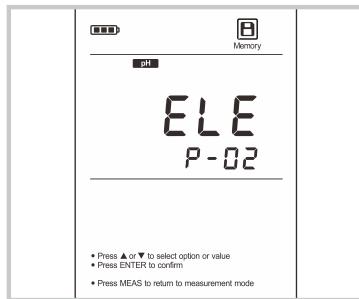 Memory
pH
ELE
P-02
• Press ▲ or ▼ to select option or value
• Press ENTER to confirm
• Press MEAS to return to measurement mode